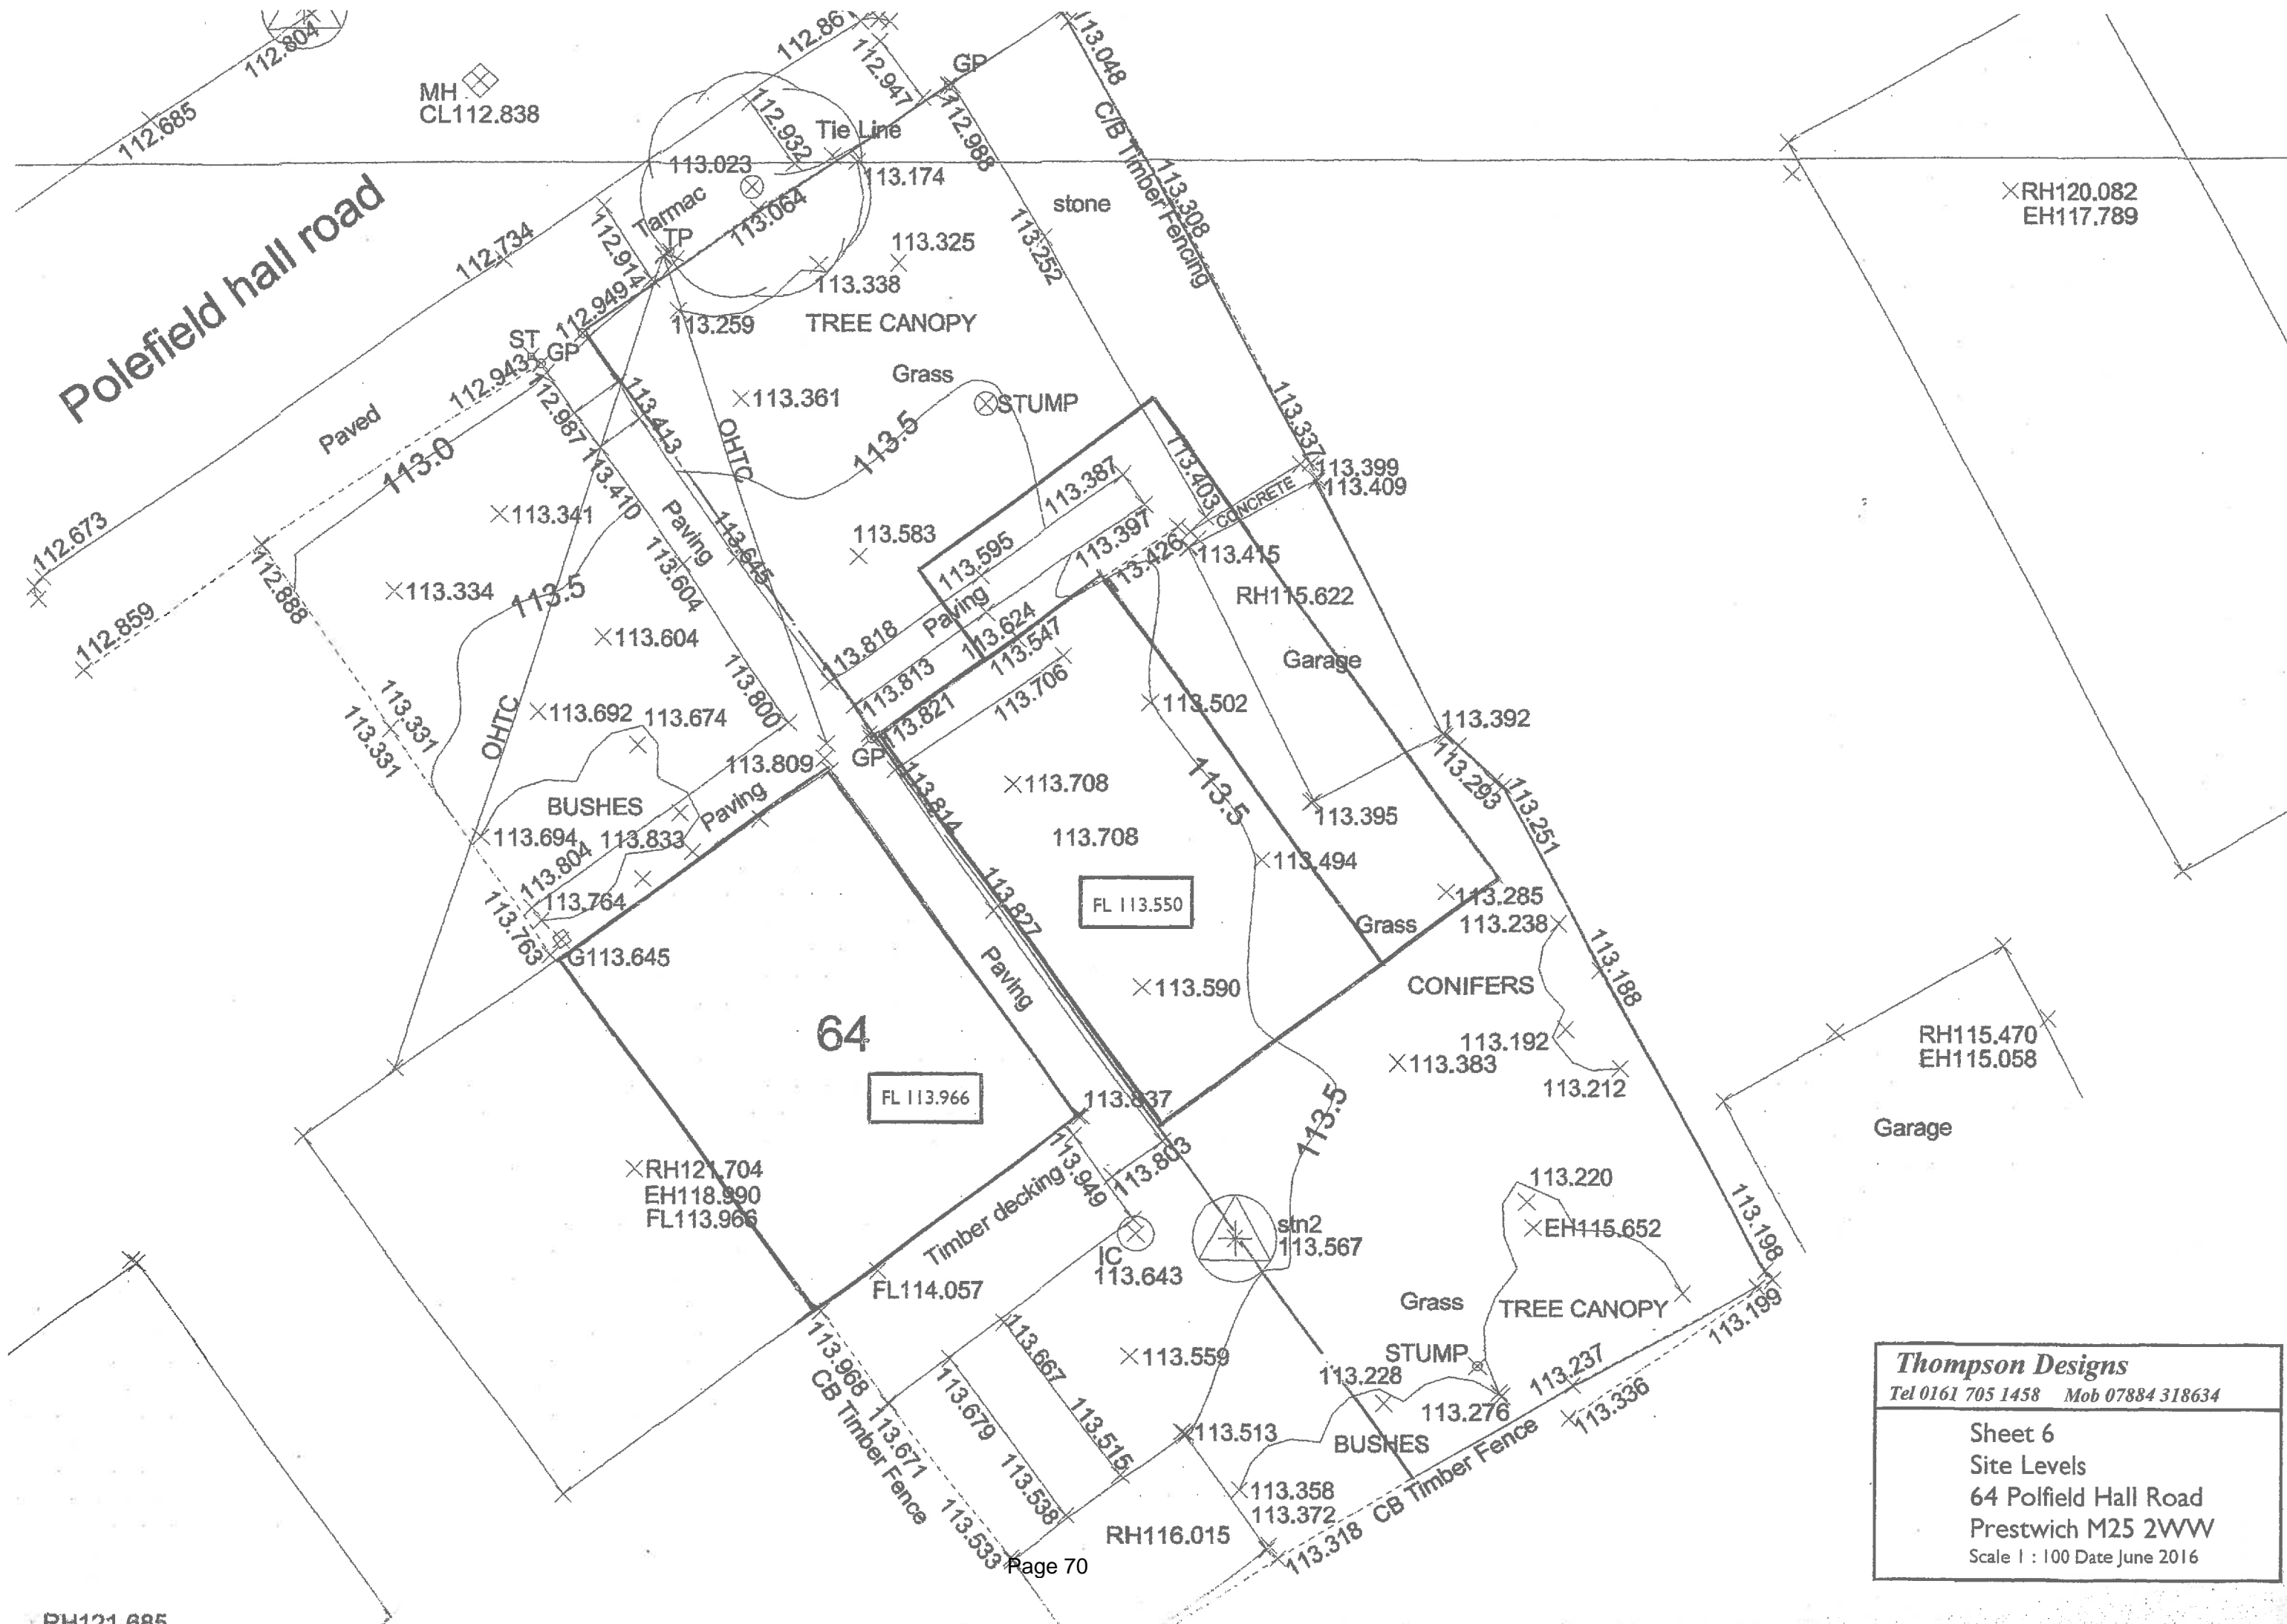 112.804
112.685
MH
CL112.838
112.86
112.947
GP
113.048
112.932
Tie Line
112.988
C/B Timber Fencing
113.023
113.174
113.308
Tarmac
113.064
stone
RH120.082
EH117.789
Polefield hall road
112.734
112.914
TP
113.325
113.252
113.338
112.949
113.259
TREE CANOPY
ST
GP
112.943
112.987
Grass
113.361
STUMP
113.413
OHTC
113.5
113.337
Paved
113.0
113.410
113.387
113.403
113.399
113.409
CONCRETE
113.341
Paving
113.645
113.583
113.595
113.397
113.426
113.415
112.673
112.888
113.334
113.5
113.604
RH115.622
112.859
113.604
113.818
Paving
113.624
113.547
Garage
113.813
113.706
113.800
113.821
113.502
113.331
113.331
OHTC
113.692
113.674
113.392
113.809
GP
113.293
113.708
113.5
113.251
BUSHES
Paving
113.814
113.395
113.694
113.833
113.708
113.804
113.494
113.764
113.827
FL 113.550
113.285
113.763
Grass
113.238
G113.645
Paving
113.590
CONIFERS
113.188
64
113.192
113.383
RH115.470
EH115.058
FL 113.966
113.837
113.212
113.5
Garage
RH121.704
EH118.990
FL113.966
113.949
113.803
113.220
Timber decking
stn2
113.567
EH115.652
113.198
IC
113.643
FL114.057
Grass
TREE CANOPY
113.199
113.968
113.667
113.559
STUMP
113.237
CB Timber Fence
113.679
113.228
113.276
113.336
113.671
113.515
113.513
BUSHES
CB Timber Fence
113.538
113.358
113.372
113.533
RH116.015
113.318
Page 70
Thompson Designs
Tel 0161 705 1458 Mob 07884 318634
Sheet 6
Site Levels
64 Polfield Hall Road
Prestwich M25 2WW
Scale 1 : 100 Date June 2016
RH121.685